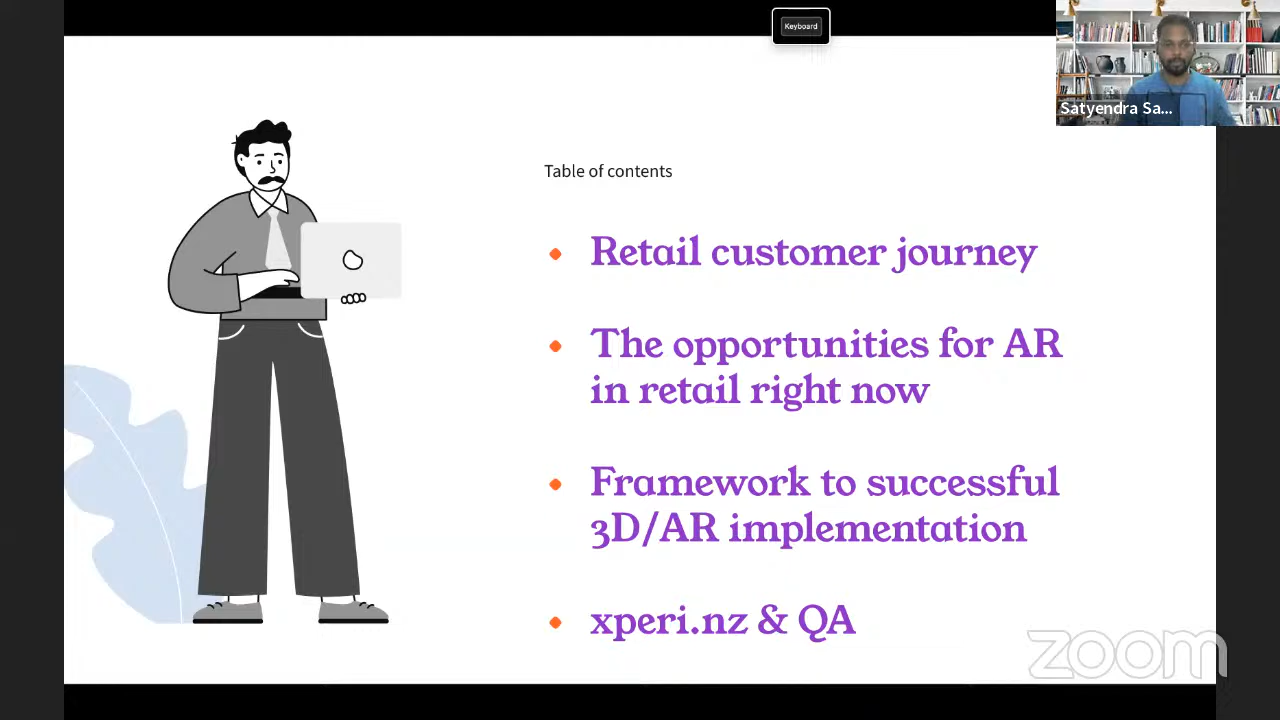 Keyboard
Satyendra Sa...
Table of contents
Retail customer journey
The opportunities for AR
in retail right now
Framework to successful
3D/AR implementation
xperi.nz & QA
zoom